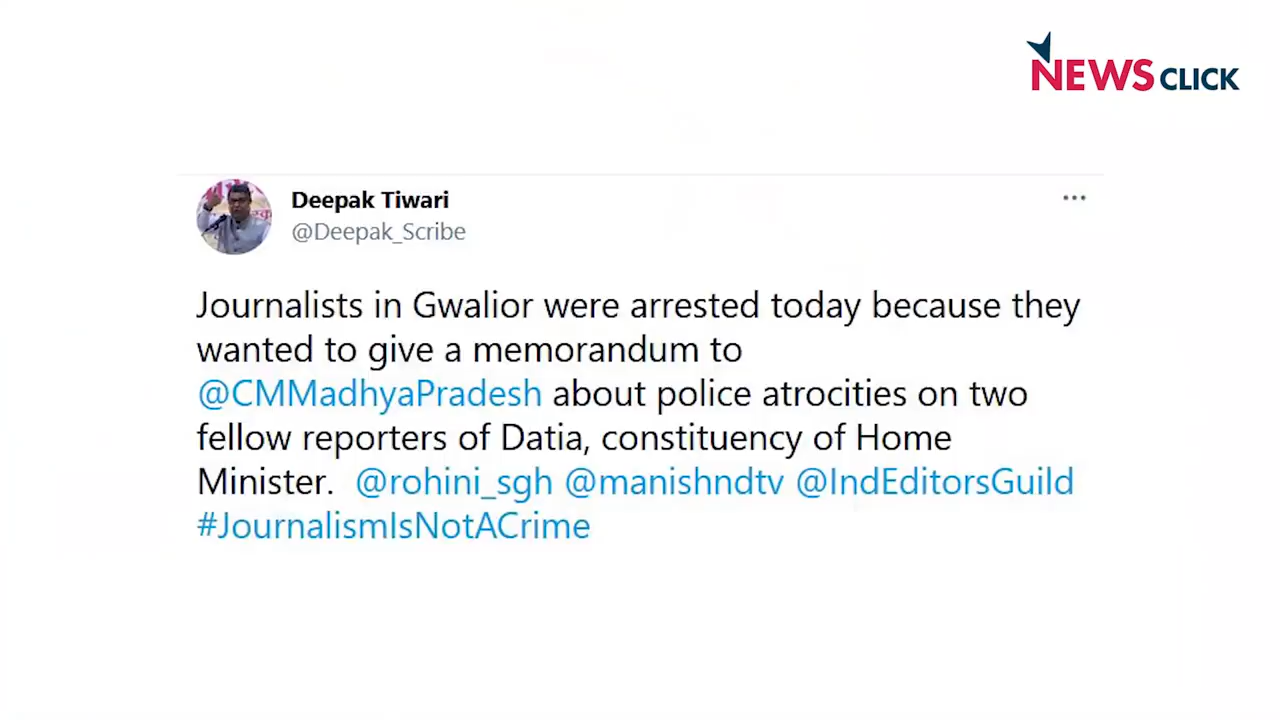 NEWS CLICK
Deepak Tiwari
@Deepak_Scribe
Journalists in Gwalior were arrested today because they
wanted to give a memorandum to
@CMMadhyaPradesh about police atrocities on two
fellow reporters of Datia, constituency of Home
Minister. @rohini_sgh @manishndtv @IndEditorsGuild
#JournalismIsNotACrime